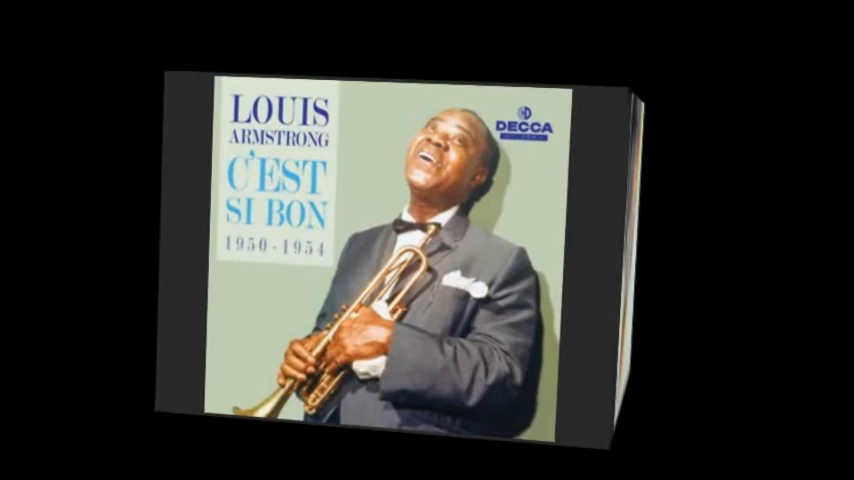 LOUIS
ARMSTRONG
C'EST
SI BON
1950-1954
DECCA